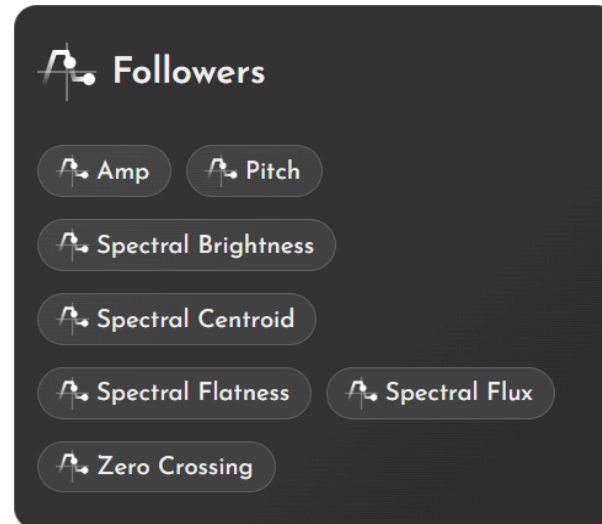 Followers
Amp Pitch
Spectral Brightness
Spectral Centroid
Spectral Flatness Spectral Flux
Zero Crossing